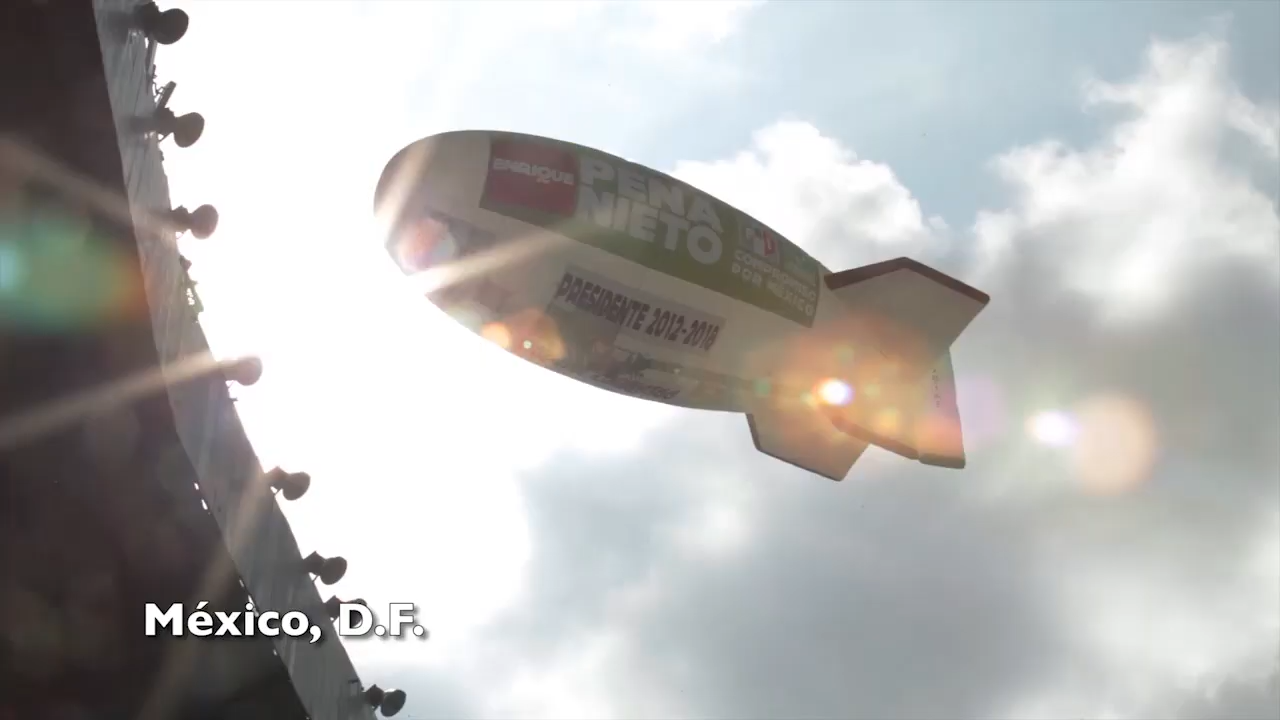 ENRIQUE
PEÑA
NIETO
COMPROMISO
POR MÉXICO
PRESIDENTE 2012-2018
México, D.F.